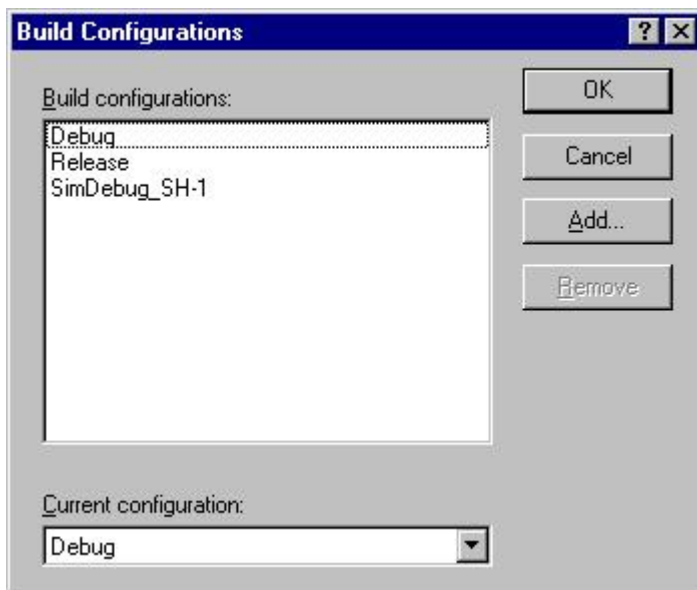 Build Configurations
Build configurations:
Debug
Release
SimDebug_SH-1
OK
Cancel
Add...
Remove
Current configuration:
Debug